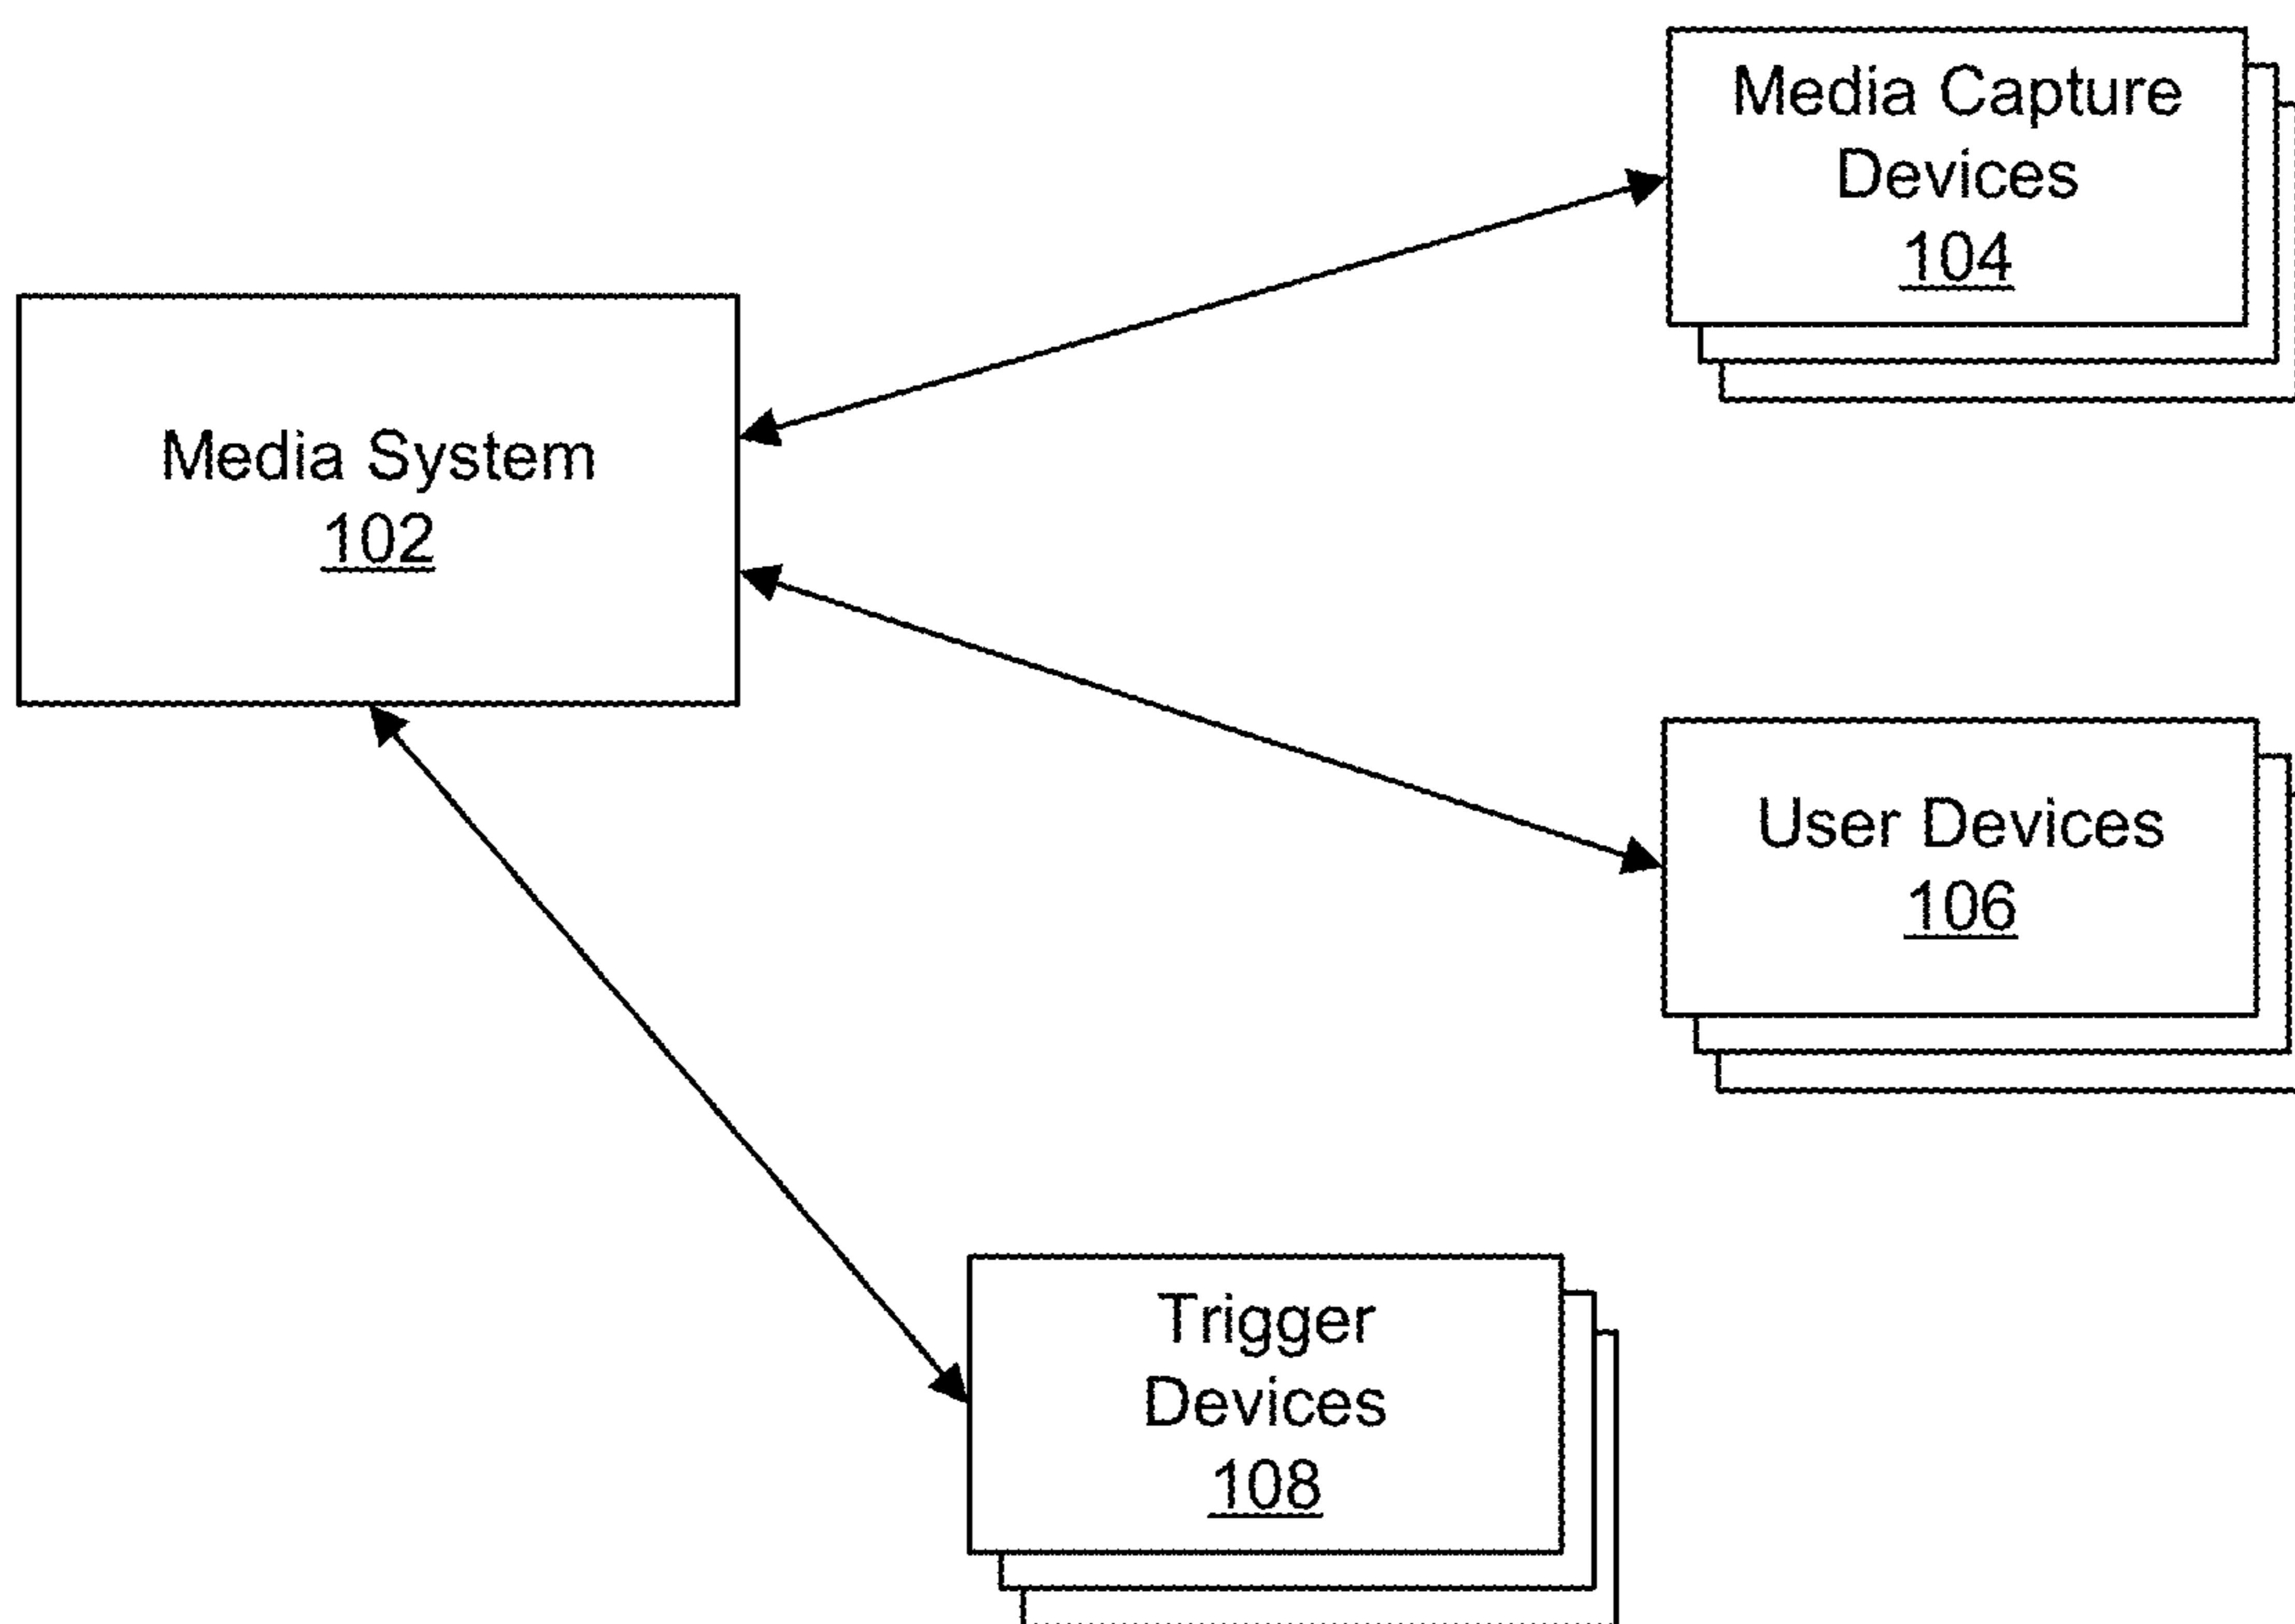 Media Capture
Devices
104
Media System
102
User Devices
106
Trigger
Devices
108